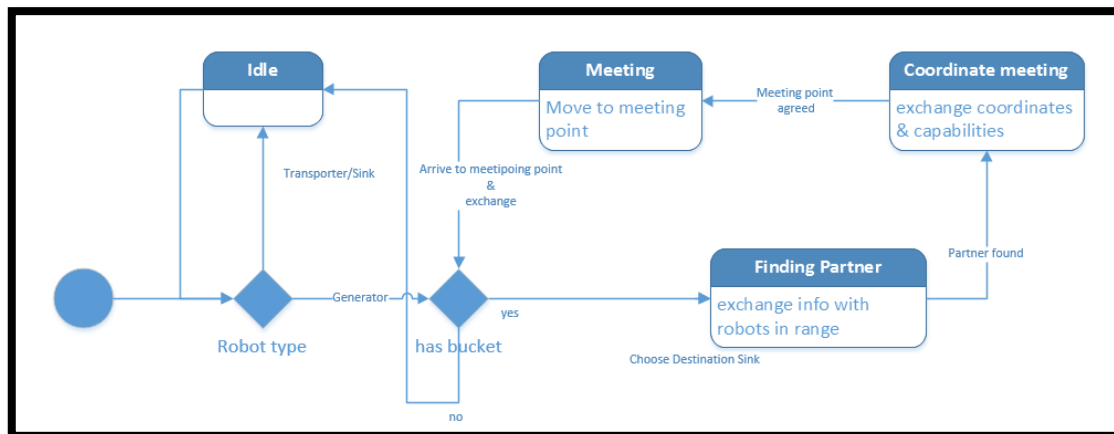 Idle
Meeting
Move to meeting
point
Meeting point
agreed
Coordinate meeting
exchange coordinates
& capabilities
Transporter/Sink
Arrive to meetipoing point
&
exchange
Partner found
Finding Partner
exchange info with
robots in range
Generator
yes
Robot type
has bucket
Choose Destination Sink
no